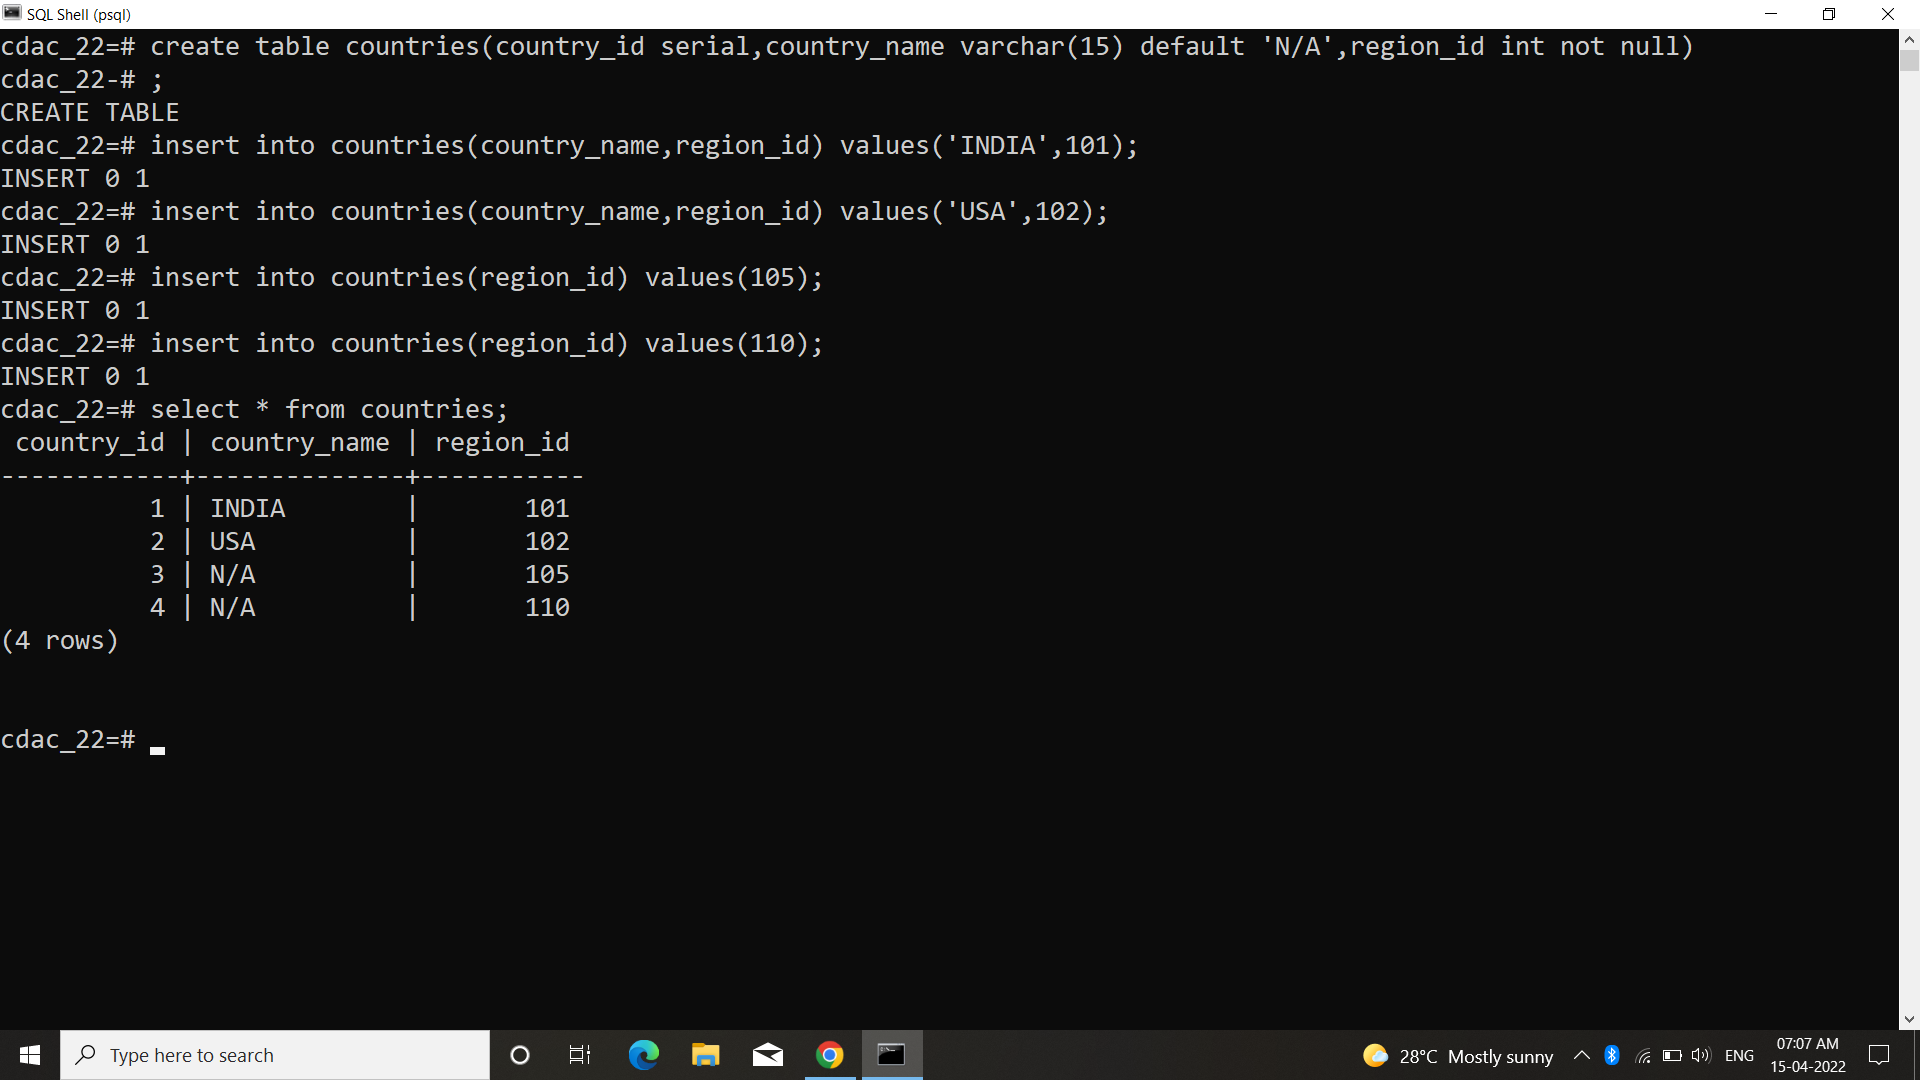 SQL Shell (psql)
cdac_22=# create table countries(country_id serial,country_name varchar(15) default 'N/A',region_id int not null)
cdac_22-# ;
CREATE TABLE
cdac_22=# insert into countries(country_name,region_id) values('INDIA',101);
INSERT 0 1
cdac_22=# insert into countries(country_name,region_id) values('USA',102);
INSERT 0 1
cdac_22=# insert into countries(region_id) values(105);
INSERT 0 1
cdac_22=# insert into countries(region_id) values(110);
INSERT 0 1
cdac_22=# select * from countries;
 country_id | country_name | region_id
------------+--------------+-----------
          1 | INDIA        |       101
          2 | USA          |       102
          3 | N/A          |       105
          4 | N/A          |       110
(4 rows)
cdac_22=#
Type here to search
28°C Mostly sunny
ENG
07:07 AM
15-04-2022